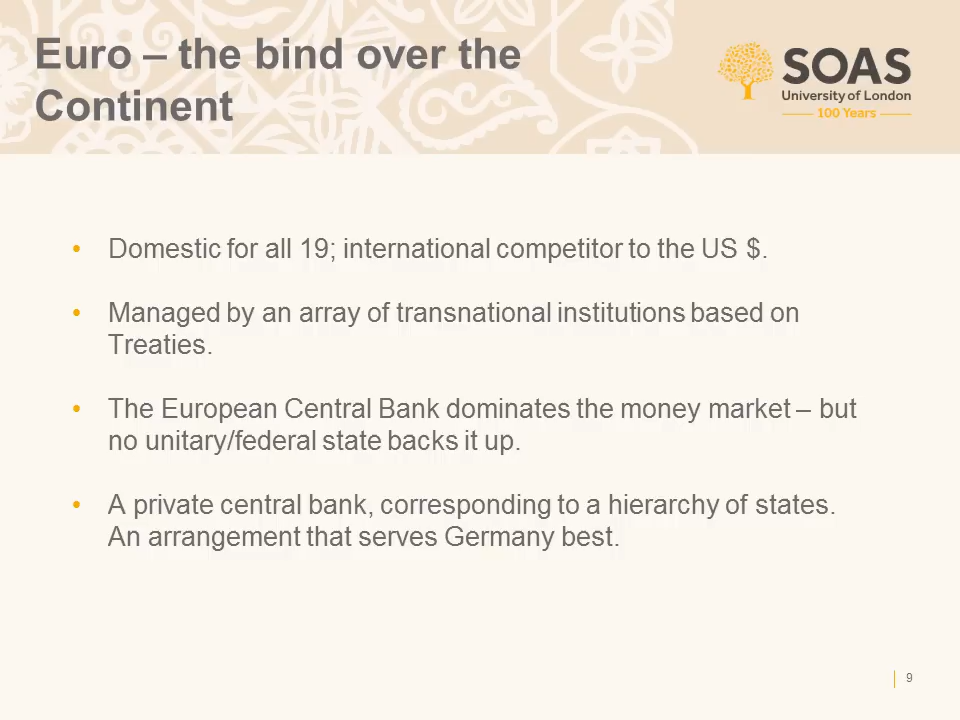 Euro – the bind over the
Continent
SOAS
University of London
100 Years
• Domestic for all 19; international competitor to the US $.
• Managed by an array of transnational institutions based on
Treaties.
• The European Central Bank dominates the money market – but
no unitary/federal state backs it up.
• A private central bank, corresponding to a hierarchy of states.
An arrangement that serves Germany best.
9